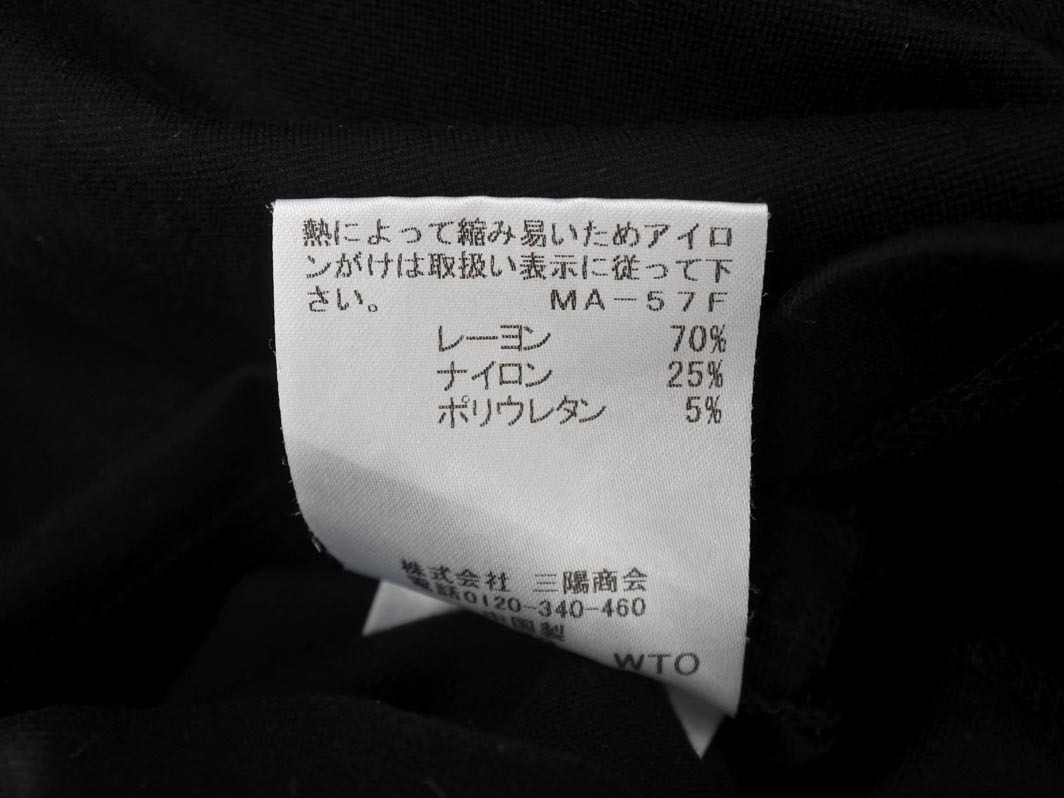 熱によって縮み易いためアイロ
ンがけは取扱い表示に従って下
さい。 MA-57F
レーヨン 70%
ナイロン 25%
ポリウレタン 5%
株式会社 三陽商会
電話0120-340-460
中国製
WTO